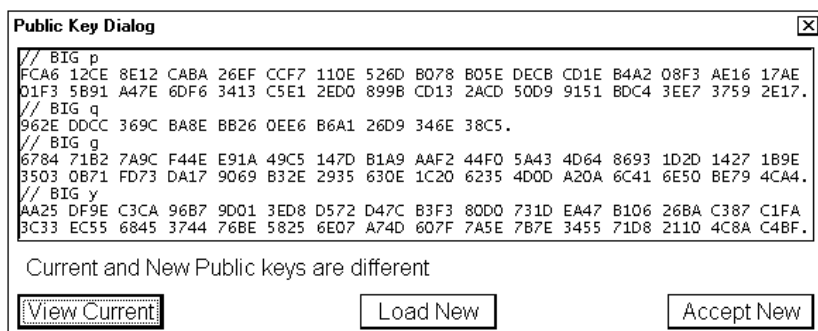 Public Key Dialog
// BIG p
FCA6 12CE 8E12 CABA 26EF CCF7 110E 526D B078 B05E DECB CD1E B4A2 08F3 AE16 17AE
01F3 5B91 A47E 6DF6 3413 C5E1 2ED0 899B CD13 2ACD 50D9 9151 BDC4 3EE7 3759 2E17.
// BIG q
962E DDCC 369C BA8E BB26 0EE6 B6A1 26D9 346E 38C5.
// BIG g
6784 71B2 7A9C F44E E91A 49C5 147D B1A9 AAF2 44F0 5A43 4D64 8693 1D2D 1427 1B9E
3503 0B71 FD73 DA17 9069 B32E 2935 630E 1C20 6235 4D0D A20A 6C41 6E50 BE79 4CA4.
// BIG y
AA25 DF9E C3CA 96B7 9D01 3ED8 D572 D47C B3F3 80D0 731D EA47 B106 26BA C387 C1FA
3C33 EC55 6845 3744 76BE 5825 6E07 A74D 607F 7A5E 7B7E 3455 71D8 2110 4C8A C4BF.
Current and New Public keys are different
View Current Load New Accept New